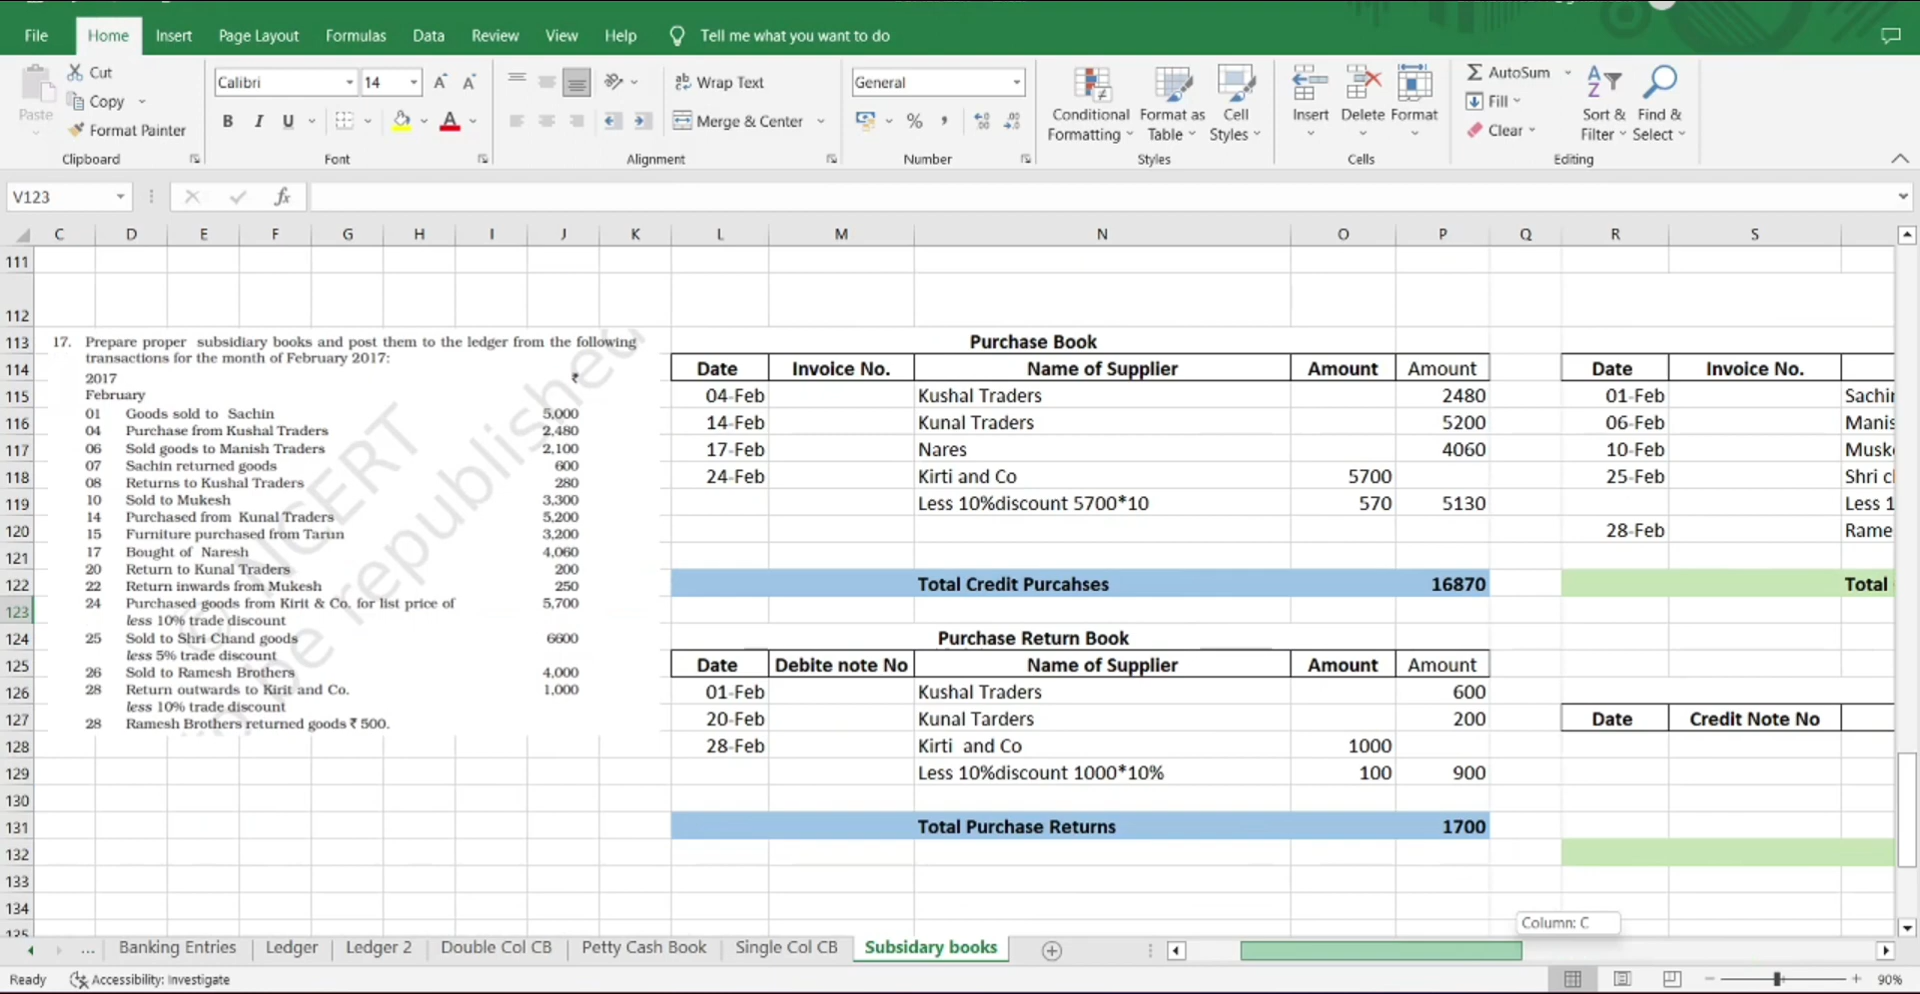 File Home Insert Page Layout Formulas Data Review View Help Tell me what you want to do
Paste
Cut
Copy
Format Painter
Clipboard
Calibri 14
B I U
Font
Wrap Text
Merge & Center
Alignment
General
Number
Conditional Formatting
Format as Table
Cell Styles
Styles
Insert Delete Format
Cells
AutoSum
Fill
Clear
Sort & Filter
Find & Select
Editing
V123 fx
C D E F G H I J K L M N O P Q R S
111
112
113
114
115
116
117
118
119
120
121
122
123
124
125
126
127
128
129
130
131
132
133
134
135
17. Prepare proper subsidiary books and post them to the ledger from the following
transactions for the month of February 2017:
2017 ₹
February
01 Goods sold to Sachin 5,000
04 Purchase from Kushal Traders 2,480
06 Sold goods to Manish Traders 2,100
07 Sachin returned goods 600
08 Returns to Kushal Traders 280
10 Sold to Mukesh 3,300
14 Purchased from Kunal Traders 5,200
15 Furniture purchased from Tarun 3,200
17 Bought of Naresh 4,060
20 Return to Kunal Traders 200
22 Return inwards from Mukesh 250
24 Purchased goods from Kirit & Co. for list price of 5,700
less 10% trade discount
25 Sold to Shri Chand goods 6600
less 5% trade discount
26 Sold to Ramesh Brothers 4,000
28 Return outwards to Kirit and Co. 1,000
less 10% trade discount
28 Ramesh Brothers returned goods ₹ 500.
© NCERT
be republished
Purchase Book
Date Invoice No. Name of Supplier Amount Amount
04-Feb Kushal Traders 2480
14-Feb Kunal Traders 5200
17-Feb Nares 4060
24-Feb Kirti and Co 5700
Less 10%discount 5700*10 570 5130
Total Credit Purcahses 16870
Purchase Return Book
Date Debite note No Name of Supplier Amount Amount
01-Feb Kushal Traders 600
20-Feb Kunal Tarders 200
28-Feb Kirti and Co 1000
Less 10%discount 1000*10% 100 900
Total Purchase Returns 1700
Date Invoice No.
01-Feb Sachin
06-Feb Manis
10-Feb Musk
25-Feb Shri c
Less 1
28-Feb Rame
Total
Date Credit Note No
Column: C
... Banking Entries Ledger Ledger 2 Double Col CB Petty Cash Book Single Col CB Subsidary books
Ready Accessibility: Investigate 90%